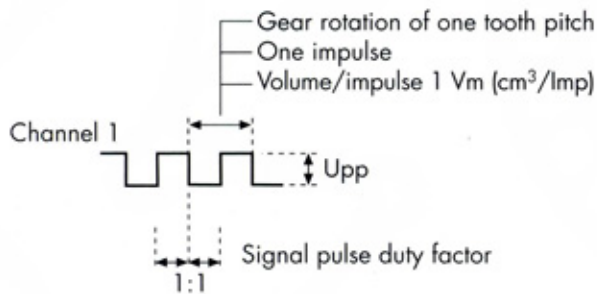 Gear rotation of one tooth pitch
One impulse
Volume/impulse 1 Vm (cm³/Imp)
Channel 1
Upp
Signal pulse duty factor
1:1